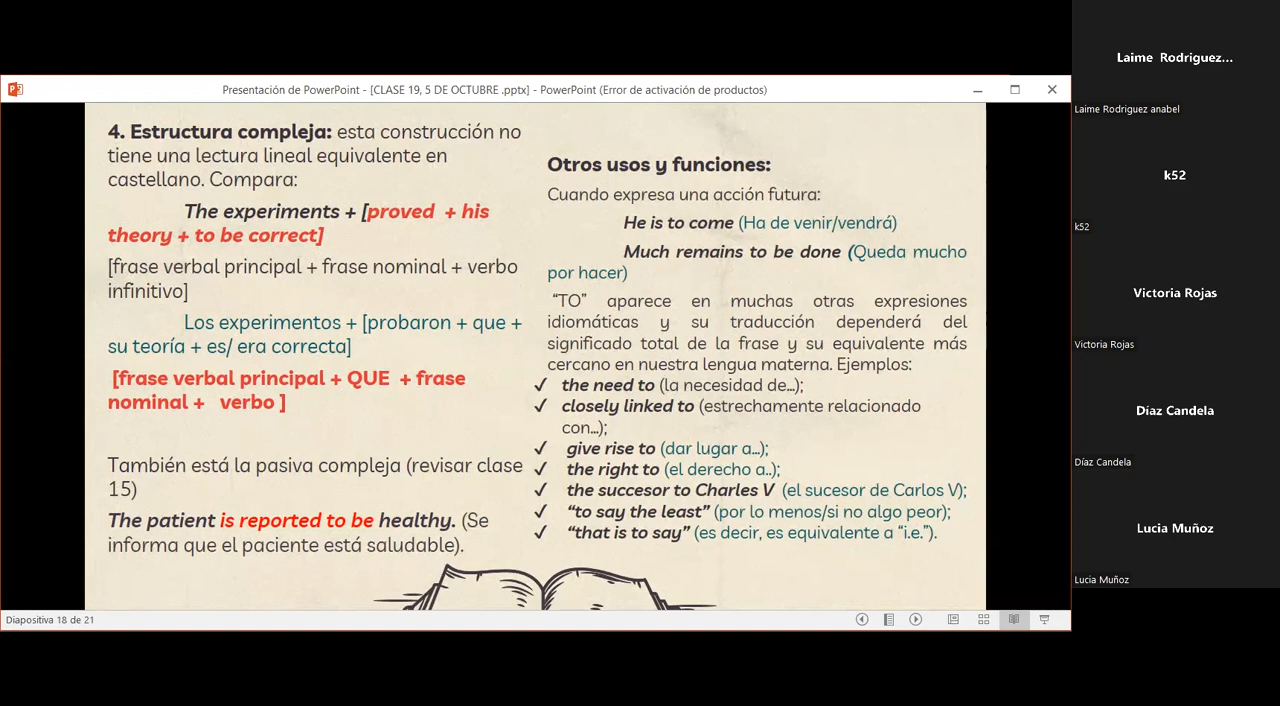 Presentación de PowerPoint - [CLASE 19, 5 DE OCTUBRE .pptx] - PowerPoint (Error de activación de productos)
4. Estructura compleja: esta construcción no
tiene una lectura lineal equivalente en
castellano. Compara:
The experiments + [proved + his
theory + to be correct]
[frase verbal principal + frase nominal + verbo
infinitivo]
Los experimentos + [probaron + que +
su teoría + es/ era correcta]
[frase verbal principal + QUE + frase
nominal + verbo ]
También está la pasiva compleja (revisar clase
15)
The patient is reported to be healthy. (Se
informa que el paciente está saludable).
Otros usos y funciones:
Cuando expresa una acción futura:
He is to come (Ha de venir/vendrá)
Much remains to be done (Queda mucho
por hacer)
“TO” aparece en muchas otras expresiones
idiomáticas y su traducción dependerá del
significado total de la frase y su equivalente más
cercano en nuestra lengua materna. Ejemplos:
✓ the need to (la necesidad de...);
✓ closely linked to (estrechamente relacionado
con...);
✓ give rise to (dar lugar a...);
✓ the right to (el derecho a..);
✓ the succesor to Charles V (el sucesor de Carlos V);
✓ “to say the least” (por lo menos/si no algo peor);
✓ “that is to say” (es decir, es equivalente a “i.e.”).
Diapositiva 18 de 21
Laime Rodriguez...
Laime Rodriguez anabel
k52
k52
Victoria Rojas
Victoria Rojas
Díaz Candela
Díaz Candela
Lucia Muñoz
Lucia Muñoz